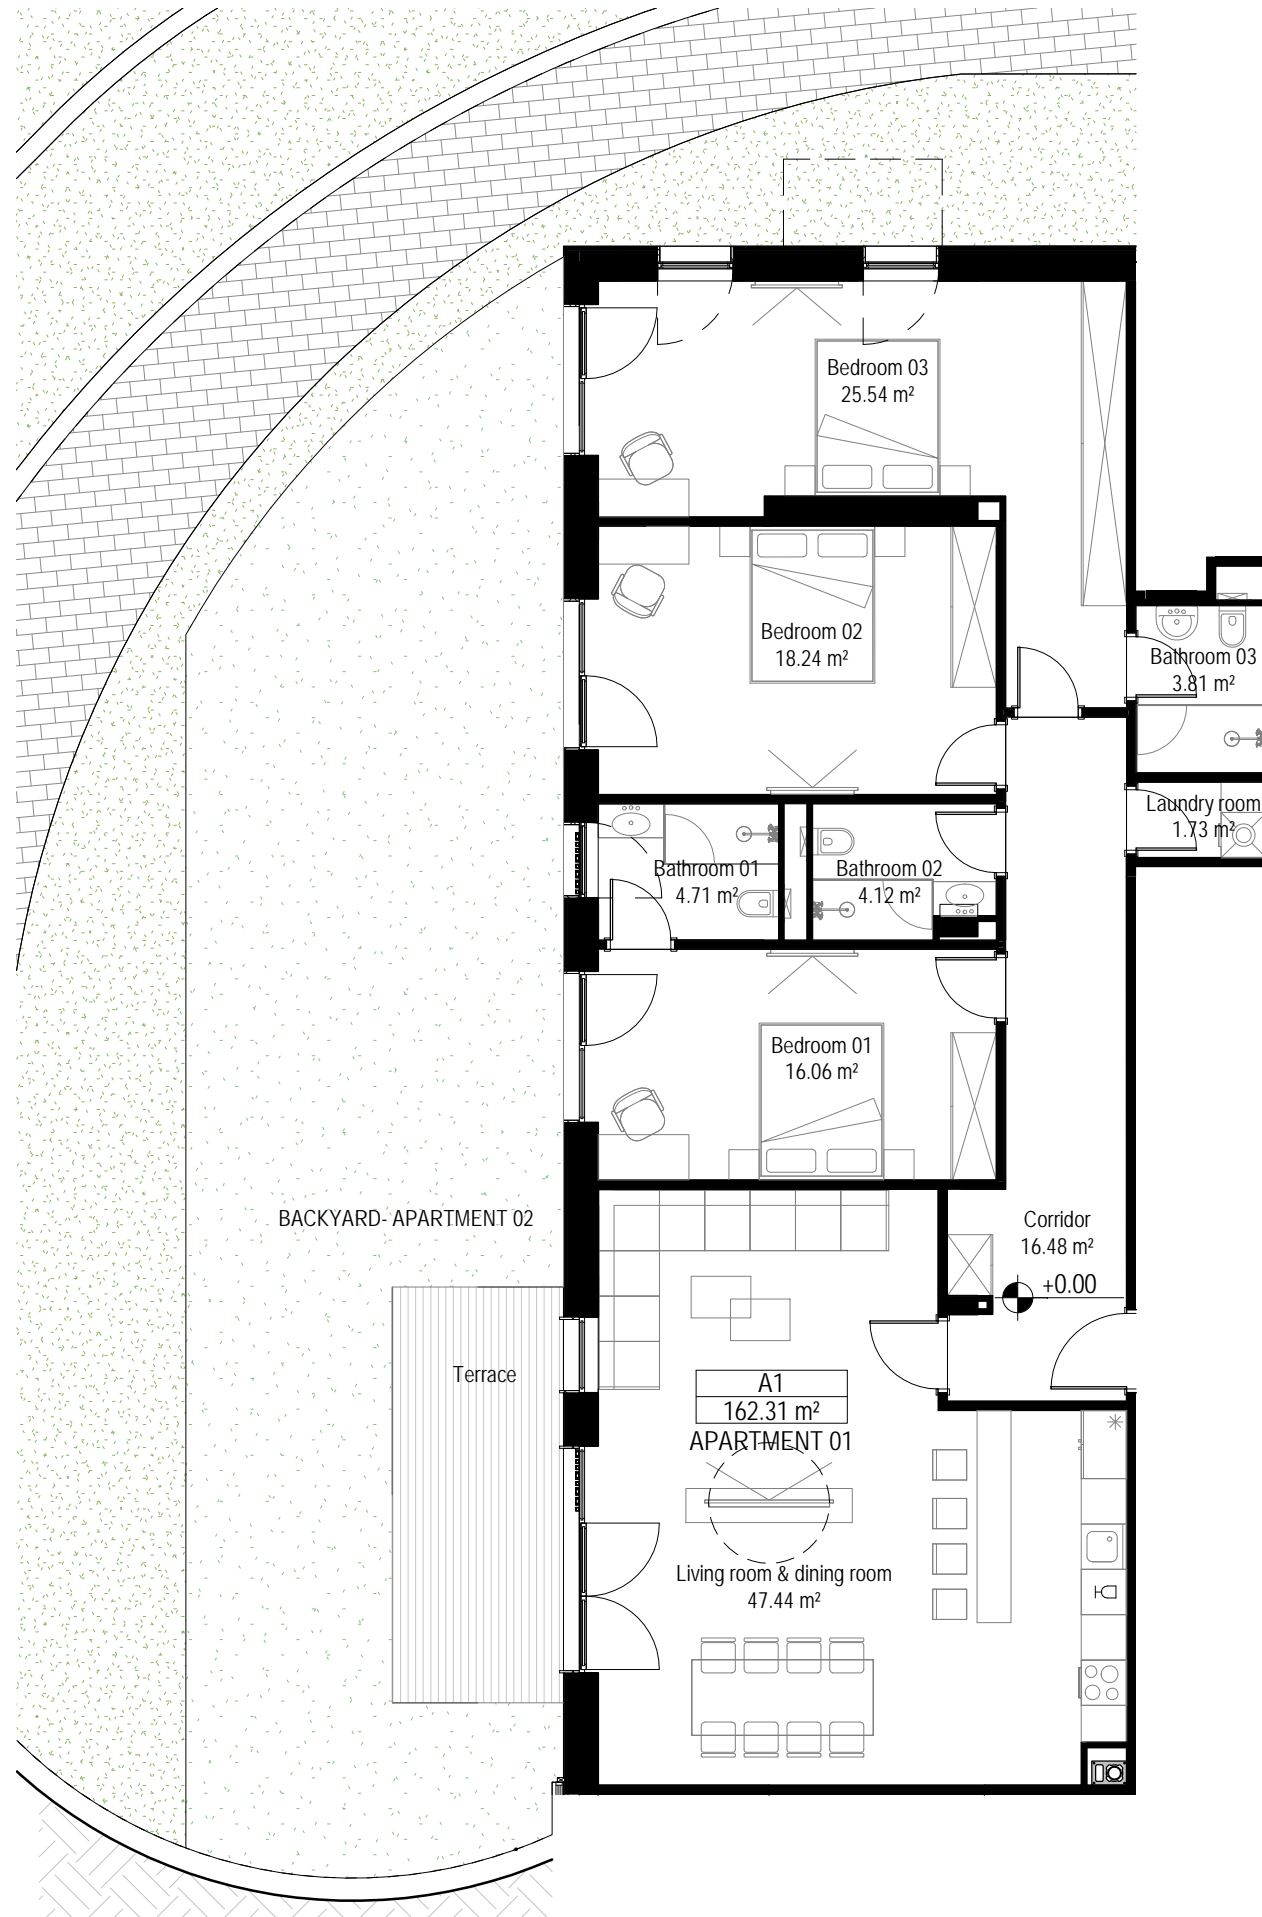 Bedroom 03
25.54 m²
Bedroom 02
18.24 m²
Bathroom 03
3.81 m²
Laundry room
1.73 m²
Bathroom 01
4.71 m²
Bathroom 02
4.12 m²
Bedroom 01
16.06 m²
BACKYARD- APARTMENT 02
Corridor
16.48 m²
+0.00
Terrace
A1
162.31 m²
APARTMENT 01
Living room & dining room
47.44 m²